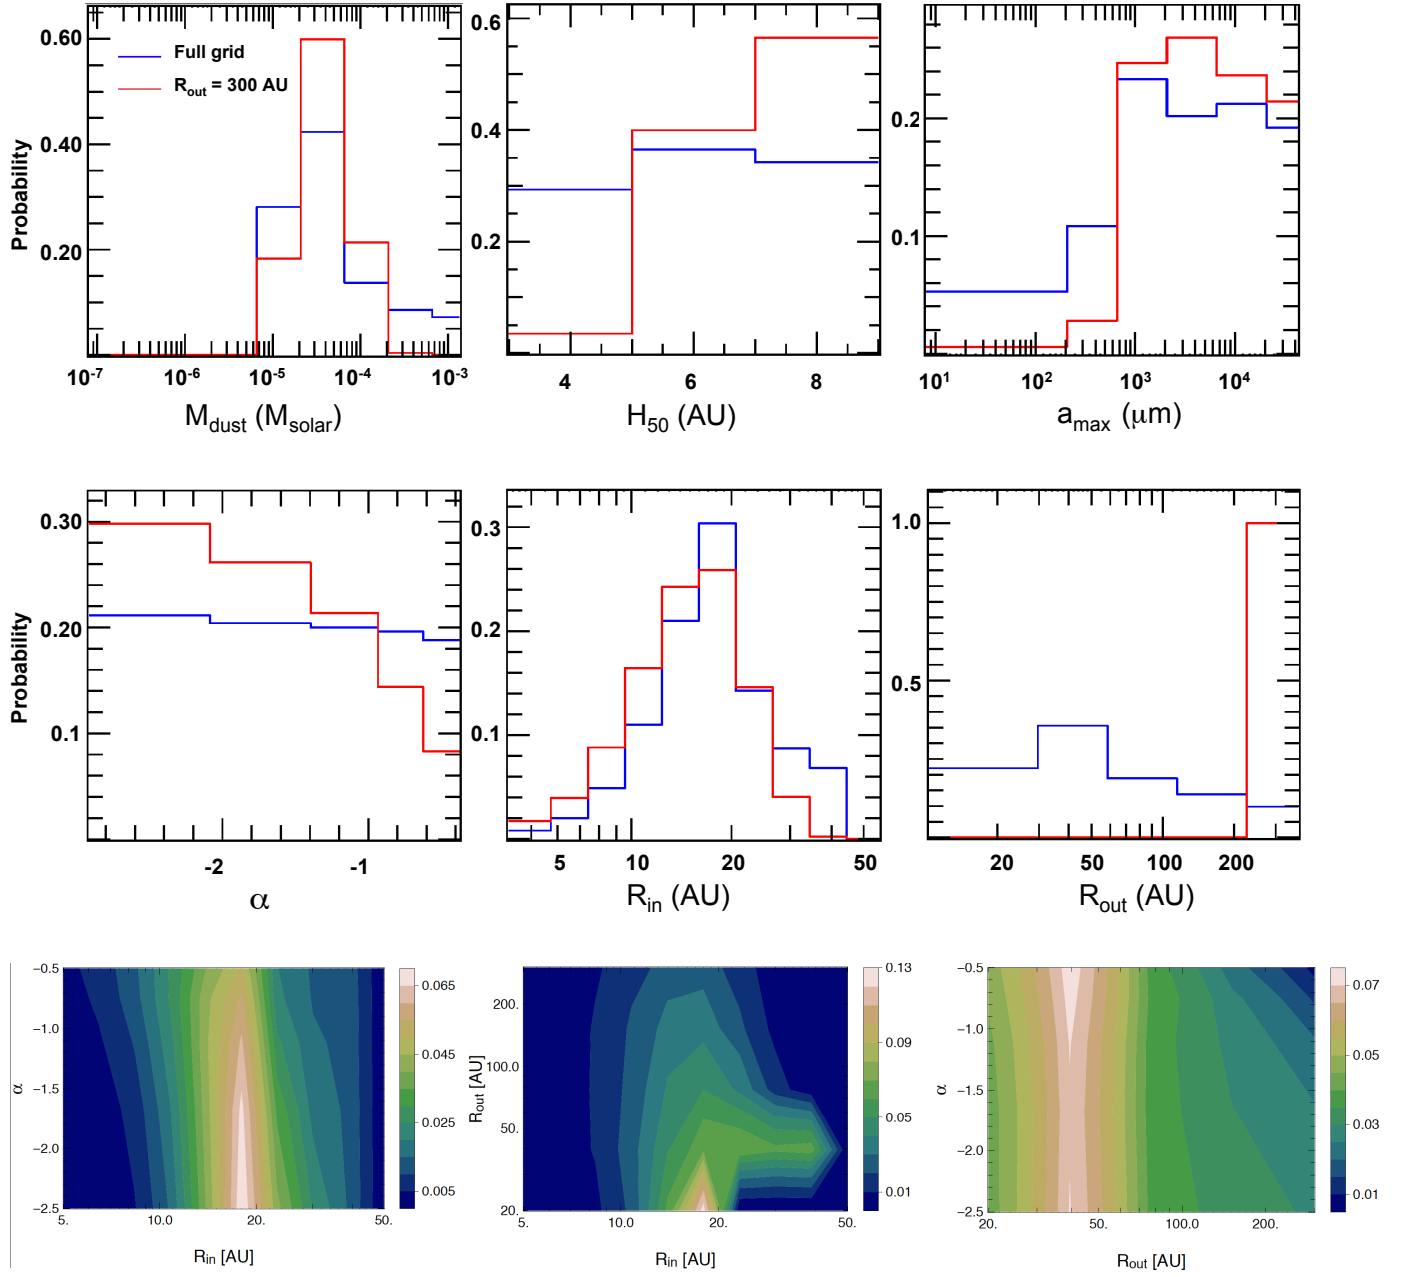 0.60
0.40
0.20
Probability
Full grid
R_out = 300 AU
10^-7 10^-6 10^-5 10^-4 10^-3
M_dust (M_solar)
0.6
0.4
0.2
4 6 8
H_50 (AU)
0.2
0.1
10^1 10^2 10^3 10^4
a_max (μm)
0.30
0.20
0.1
Probability
-2 -1
α
0.3
0.2
0.1
5 10 20 50
R_in (AU)
1.0
0.5
20 50 100 200
R_out (AU)
−0.5
−1.0
−1.5
−2.0
−2.5
α
5. 10.0 20. 50.
R_in [AU]
0.065
0.045
0.025
0.005
200.
100.0
50.
20.
R_out [AU]
5. 10.0 20. 50.
R_in [AU]
0.13
0.09
0.05
0.01
−0.5
−1.0
−1.5
−2.0
−2.5
α
20. 50. 100.0 200.
R_out [AU]
0.07
0.05
0.03
0.01